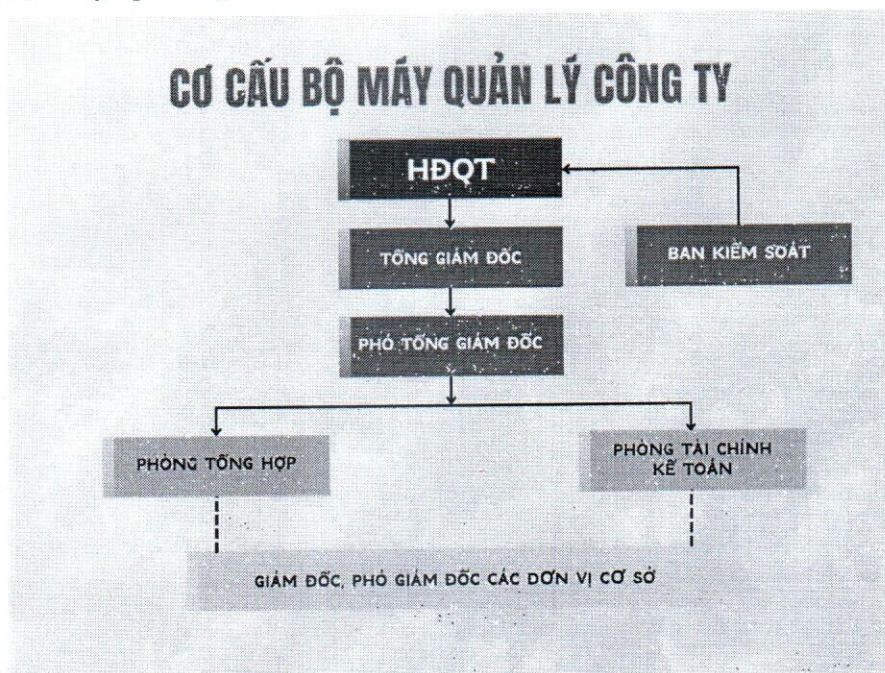 CƠ CẤU BỘ MÁY QUẢN LÝ CÔNG TY
HĐQT
TỔNG GIÁM ĐỐC
BAN KIỂM SOÁT
PHÓ TỔNG GIÁM ĐỐC
PHÒNG TỔNG HỢP
PHÒNG TÀI CHÍNH
KẾ TOÁN
GIÁM ĐỐC, PHÓ GIÁM ĐỐC CÁC ĐƠN VỊ CƠ SỞ